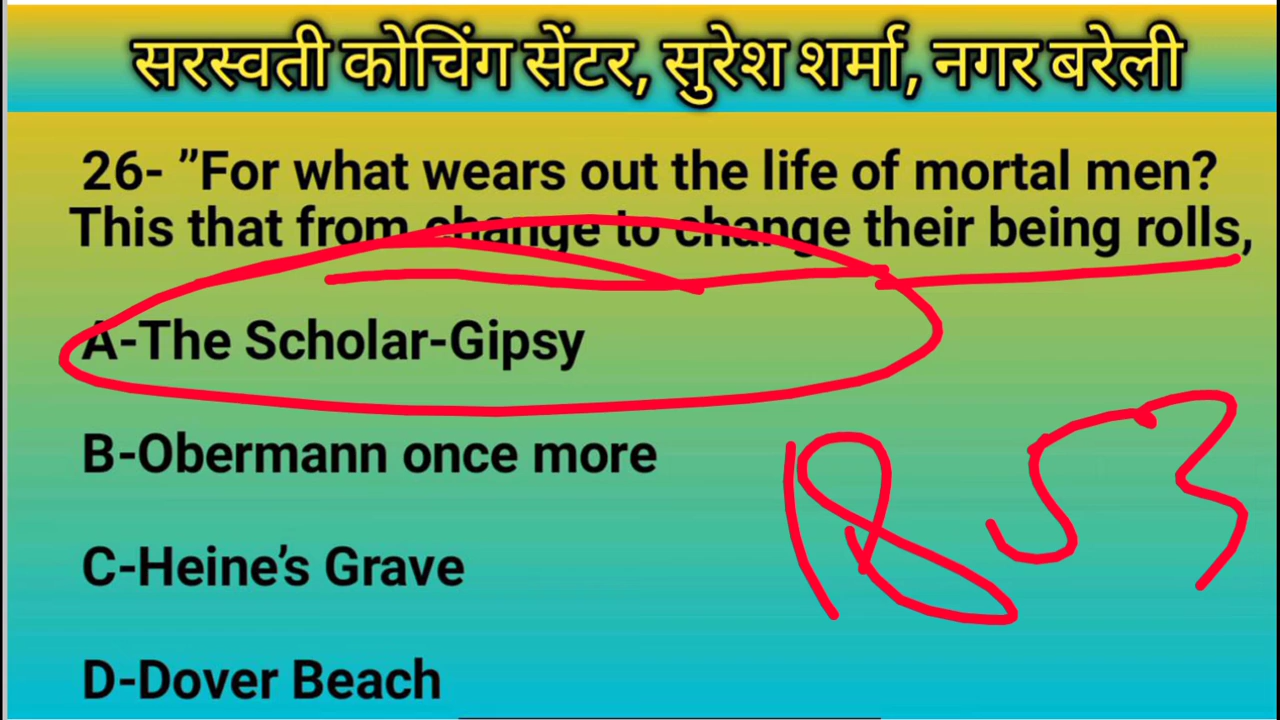 सरस्वती कोचिंग सेंटर, सुरेश शर्मा, नगर बरेली
26- ”For what wears out the life of mortal men?
This that from change to change their being rolls,
A-The Scholar-Gipsy
B-Obermann once more
1853
C-Heine’s Grave
D-Dover Beach